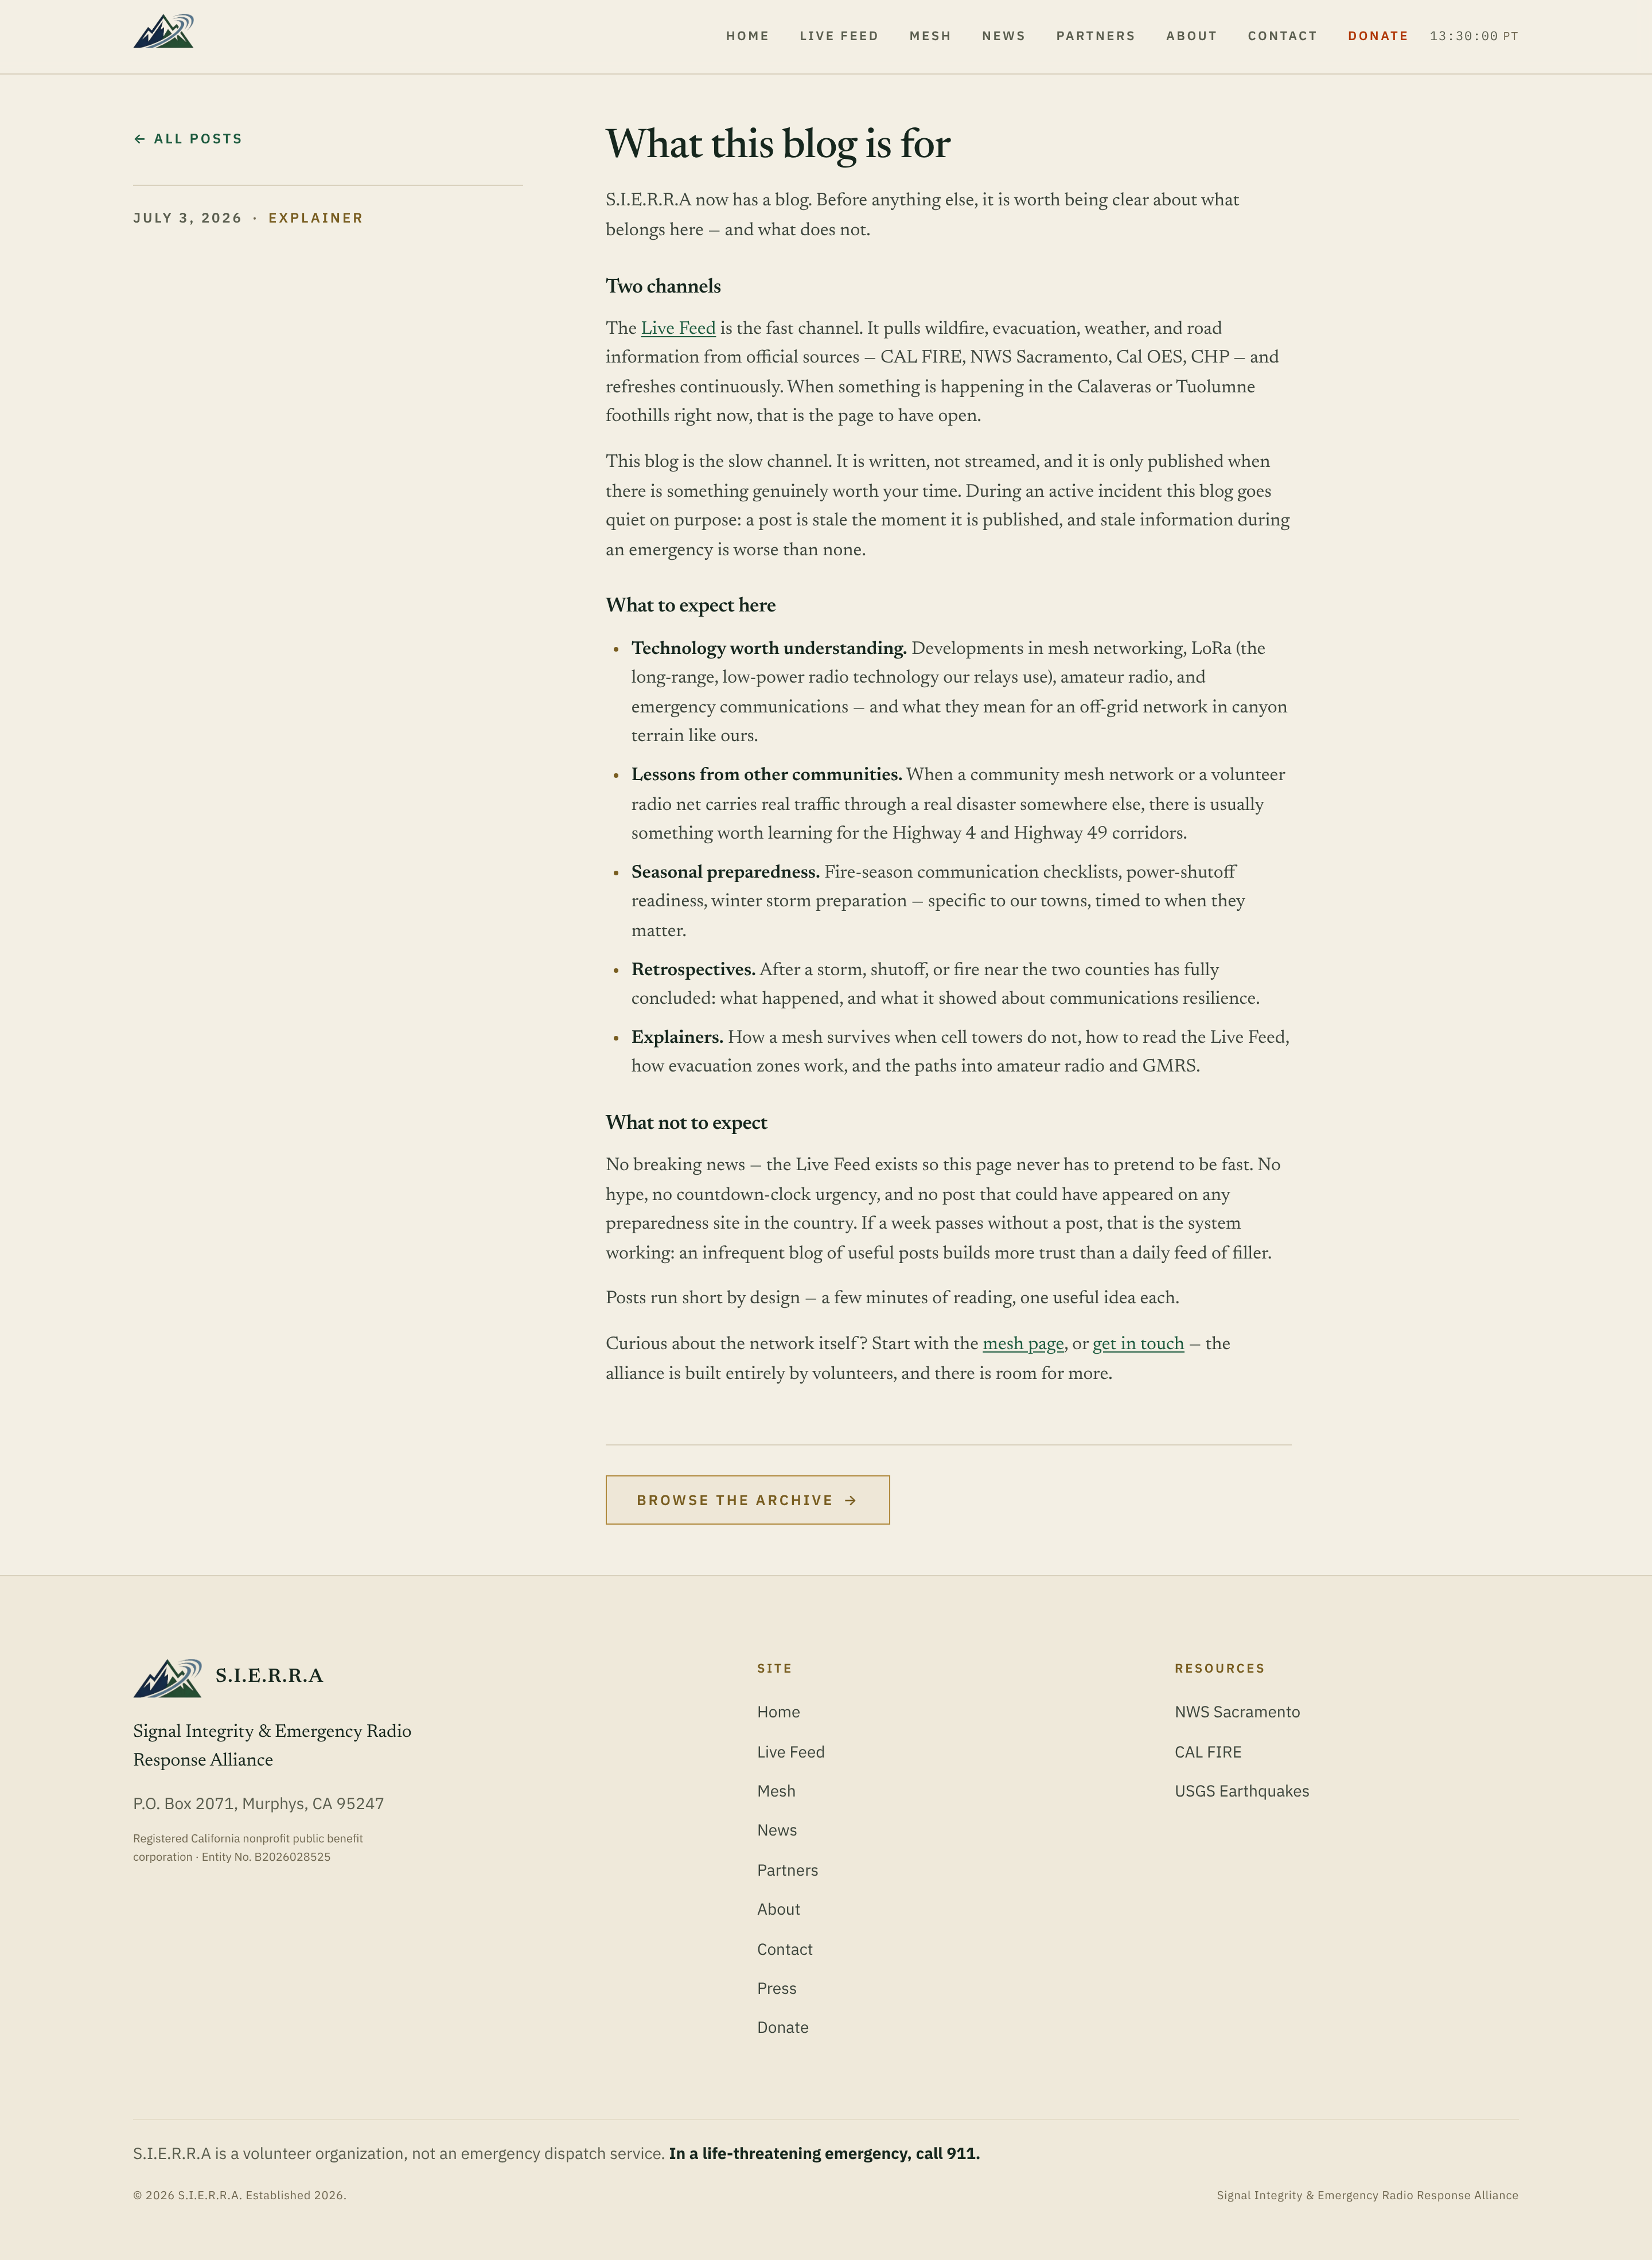 HOME LIVE FEED MESH NEWS PARTNERS ABOUT CONTACT DONATE 13:30:00 PT
← ALL POSTS
JULY 3, 2026 · EXPLAINER
What this blog is for
S.I.E.R.R.A now has a blog. Before anything else, it is worth being clear about what
belongs here — and what does not.
Two channels
The Live Feed is the fast channel. It pulls wildfire, evacuation, weather, and road
information from official sources — CAL FIRE, NWS Sacramento, Cal OES, CHP — and
refreshes continuously. When something is happening in the Calaveras or Tuolumne
foothills right now, that is the page to have open.
This blog is the slow channel. It is written, not streamed, and it is only published when
there is something genuinely worth your time. During an active incident this blog goes
quiet on purpose: a post is stale the moment it is published, and stale information during
an emergency is worse than none.
What to expect here
• Technology worth understanding. Developments in mesh networking, LoRa (the
long-range, low-power radio technology our relays use), amateur radio, and
emergency communications — and what they mean for an off-grid network in canyon
terrain like ours.
• Lessons from other communities. When a community mesh network or a volunteer
radio net carries real traffic through a real disaster somewhere else, there is usually
something worth learning for the Highway 4 and Highway 49 corridors.
• Seasonal preparedness. Fire-season communication checklists, power-shutoff
readiness, winter storm preparation — specific to our towns, timed to when they
matter.
• Retrospectives. After a storm, shutoff, or fire near the two counties has fully
concluded: what happened, and what it showed about communications resilience.
• Explainers. How a mesh survives when cell towers do not, how to read the Live Feed,
how evacuation zones work, and the paths into amateur radio and GMRS.
What not to expect
No breaking news — the Live Feed exists so this page never has to pretend to be fast. No
hype, no countdown-clock urgency, and no post that could have appeared on any
preparedness site in the country. If a week passes without a post, that is the system
working: an infrequent blog of useful posts builds more trust than a daily feed of filler.
Posts run short by design — a few minutes of reading, one useful idea each.
Curious about the network itself? Start with the mesh page, or get in touch — the
alliance is built entirely by volunteers, and there is room for more.
BROWSE THE ARCHIVE →
S.I.E.R.R.A
Signal Integrity & Emergency Radio
Response Alliance
P.O. Box 2071, Murphys, CA 95247
Registered California nonprofit public benefit
corporation · Entity No. B2026028525
SITE
Home
Live Feed
Mesh
News
Partners
About
Contact
Press
Donate
RESOURCES
NWS Sacramento
CAL FIRE
USGS Earthquakes
S.I.E.R.R.A is a volunteer organization, not an emergency dispatch service. In a life-threatening emergency, call 911.
© 2026 S.I.E.R.R.A. Established 2026.
Signal Integrity & Emergency Radio Response Alliance